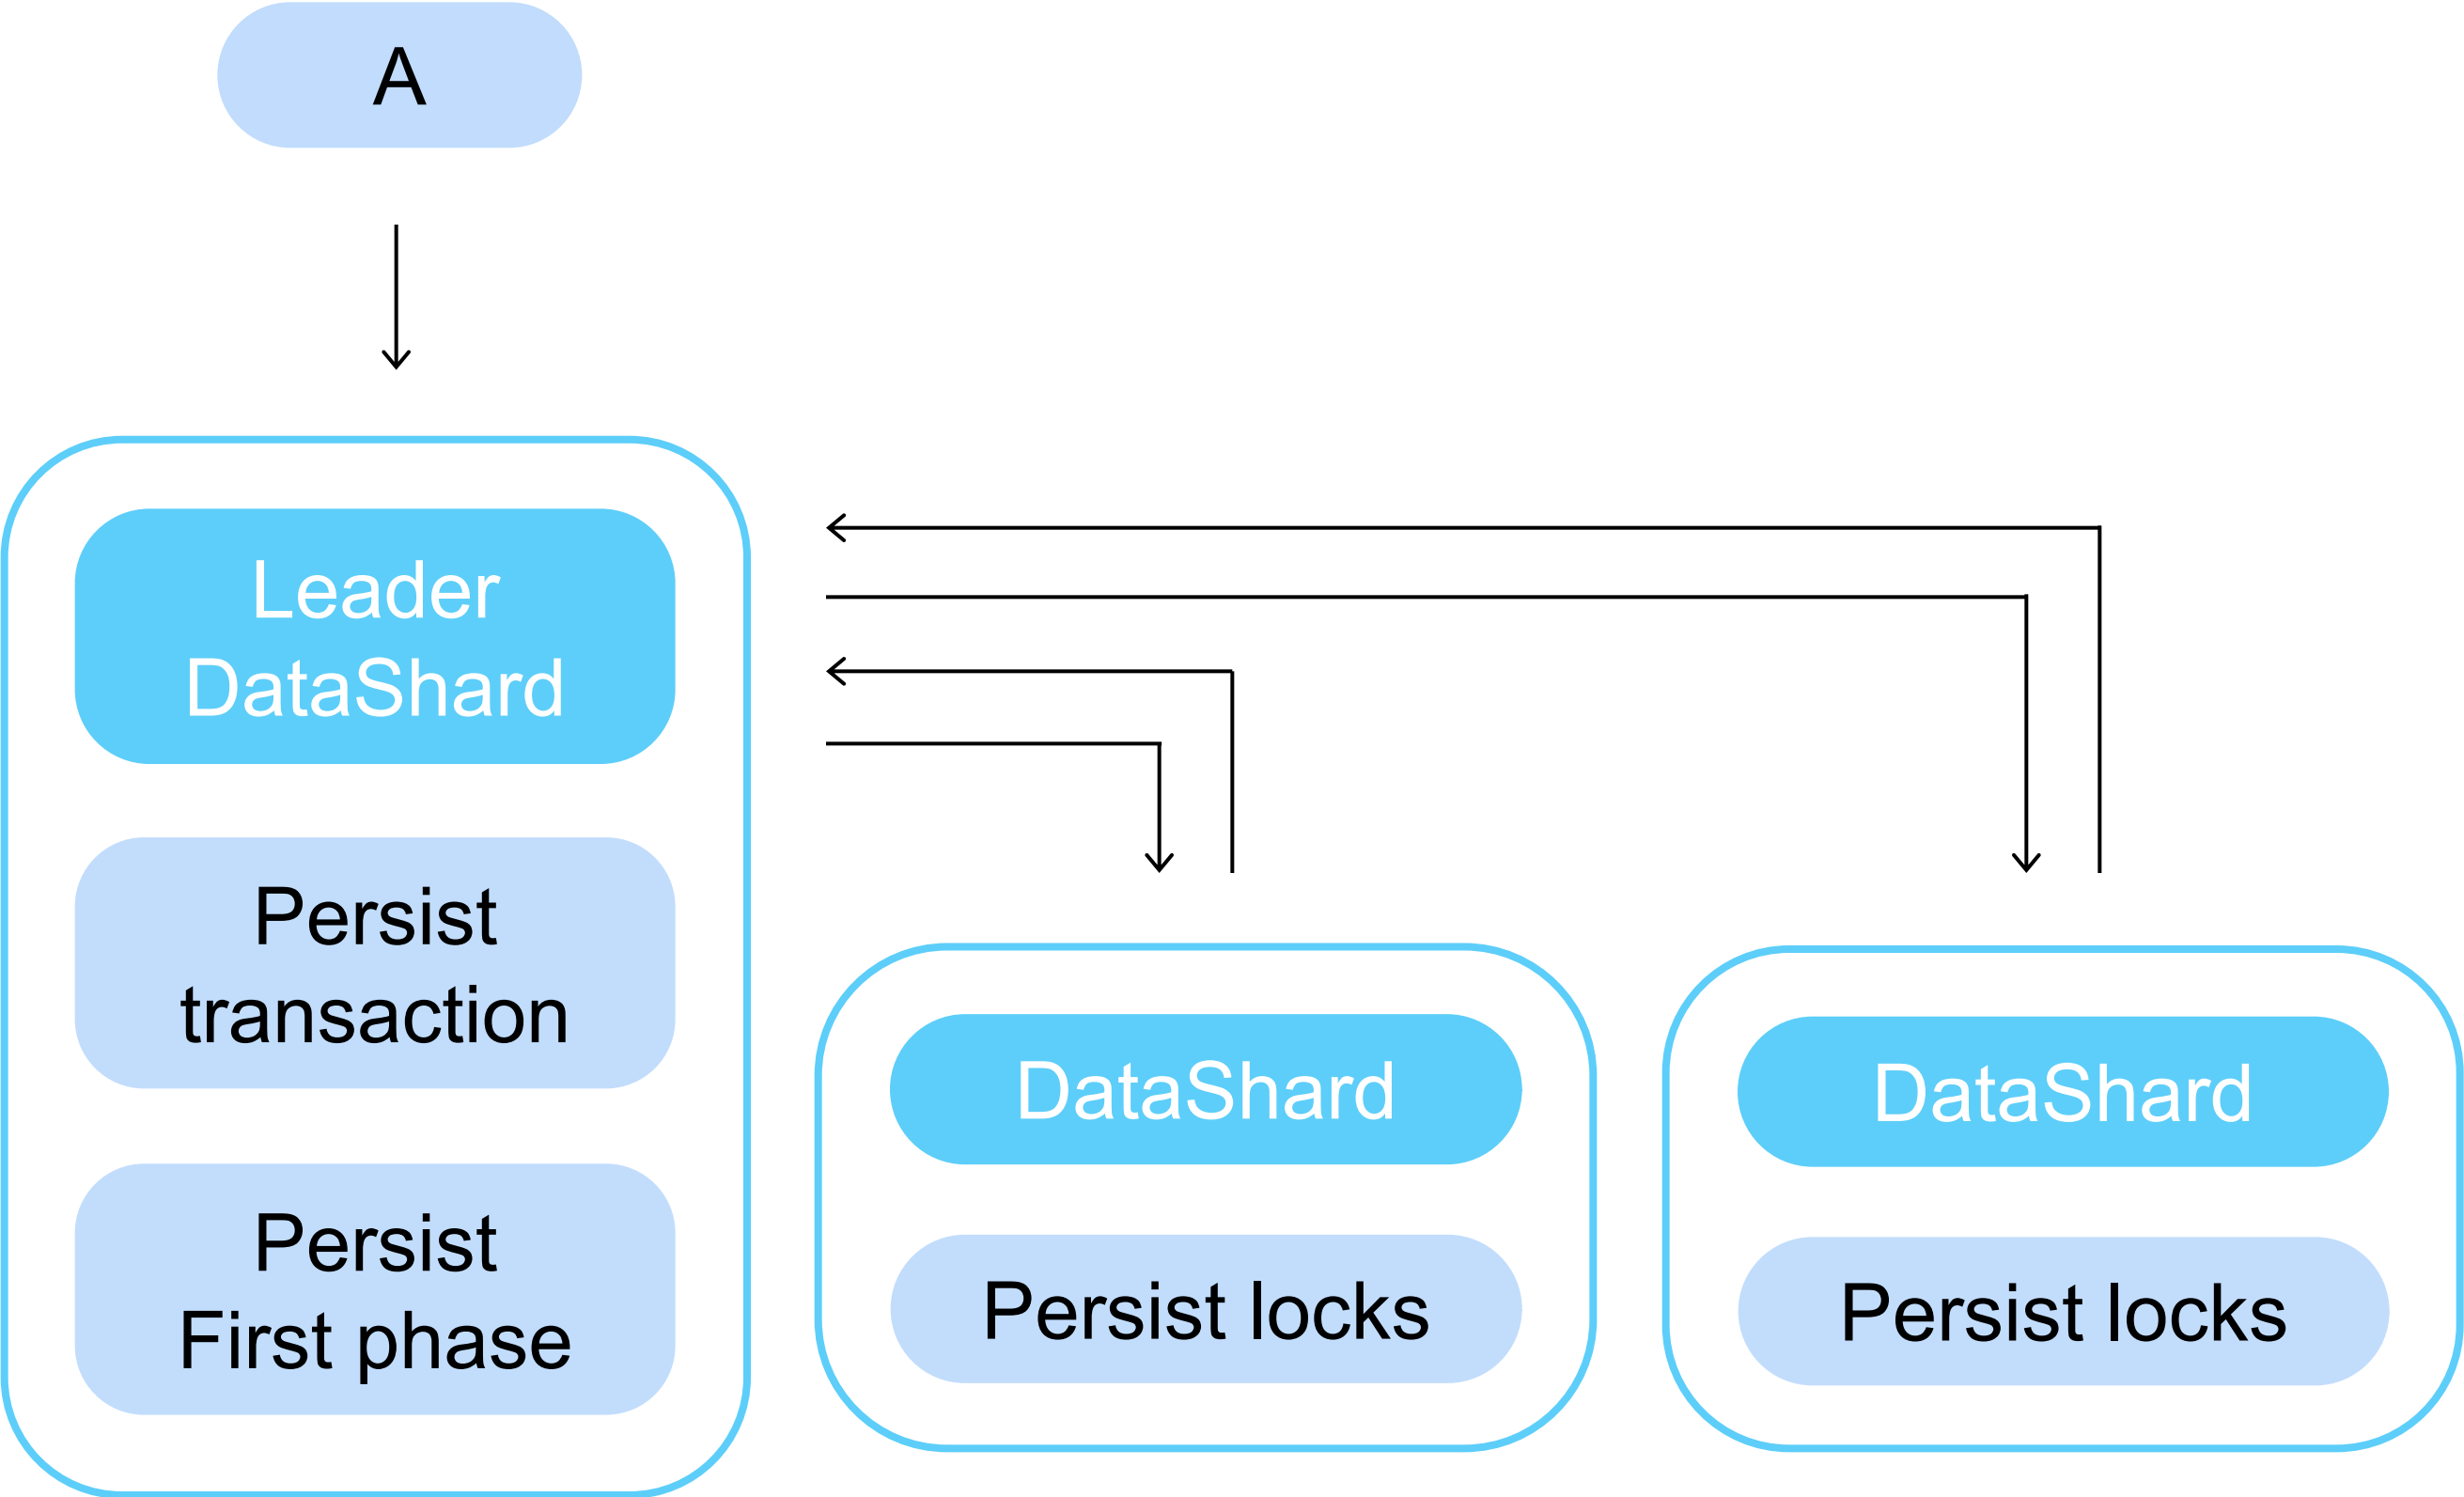 A
Leader
DataShard
Persist
transaction
Persist
First phase
DataShard
Persist locks
DataShard
Persist locks